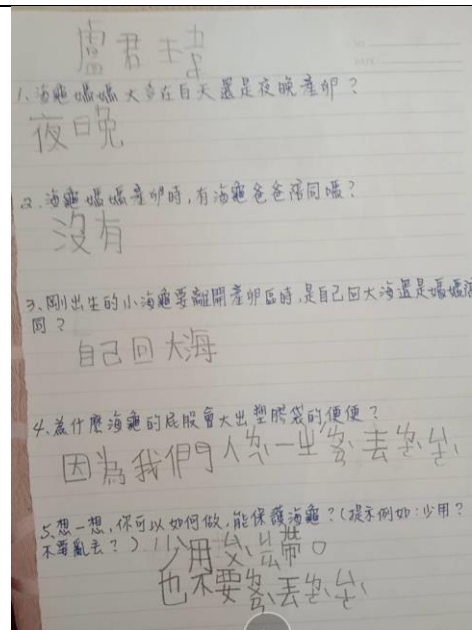 盧君瑋
NO.
DATE
1、海龜媽媽大多在白天還是夜晚產卵？
夜晚
2、海龜媽媽產卵時，有海龜爸爸陪同嗎？
沒有
3、剛出生的小海龜要離開產卵區時，是自己回大海還是媽媽陪
同？
自己回大海
4、為什麼海龜的屁股會大出塑膠袋的便便？
因為我們人 一 丟
5、想一想，你可以如何做，能保護海龜？(提示例如：少用？
不要亂丟？)
少用 帶。
也不要 丟